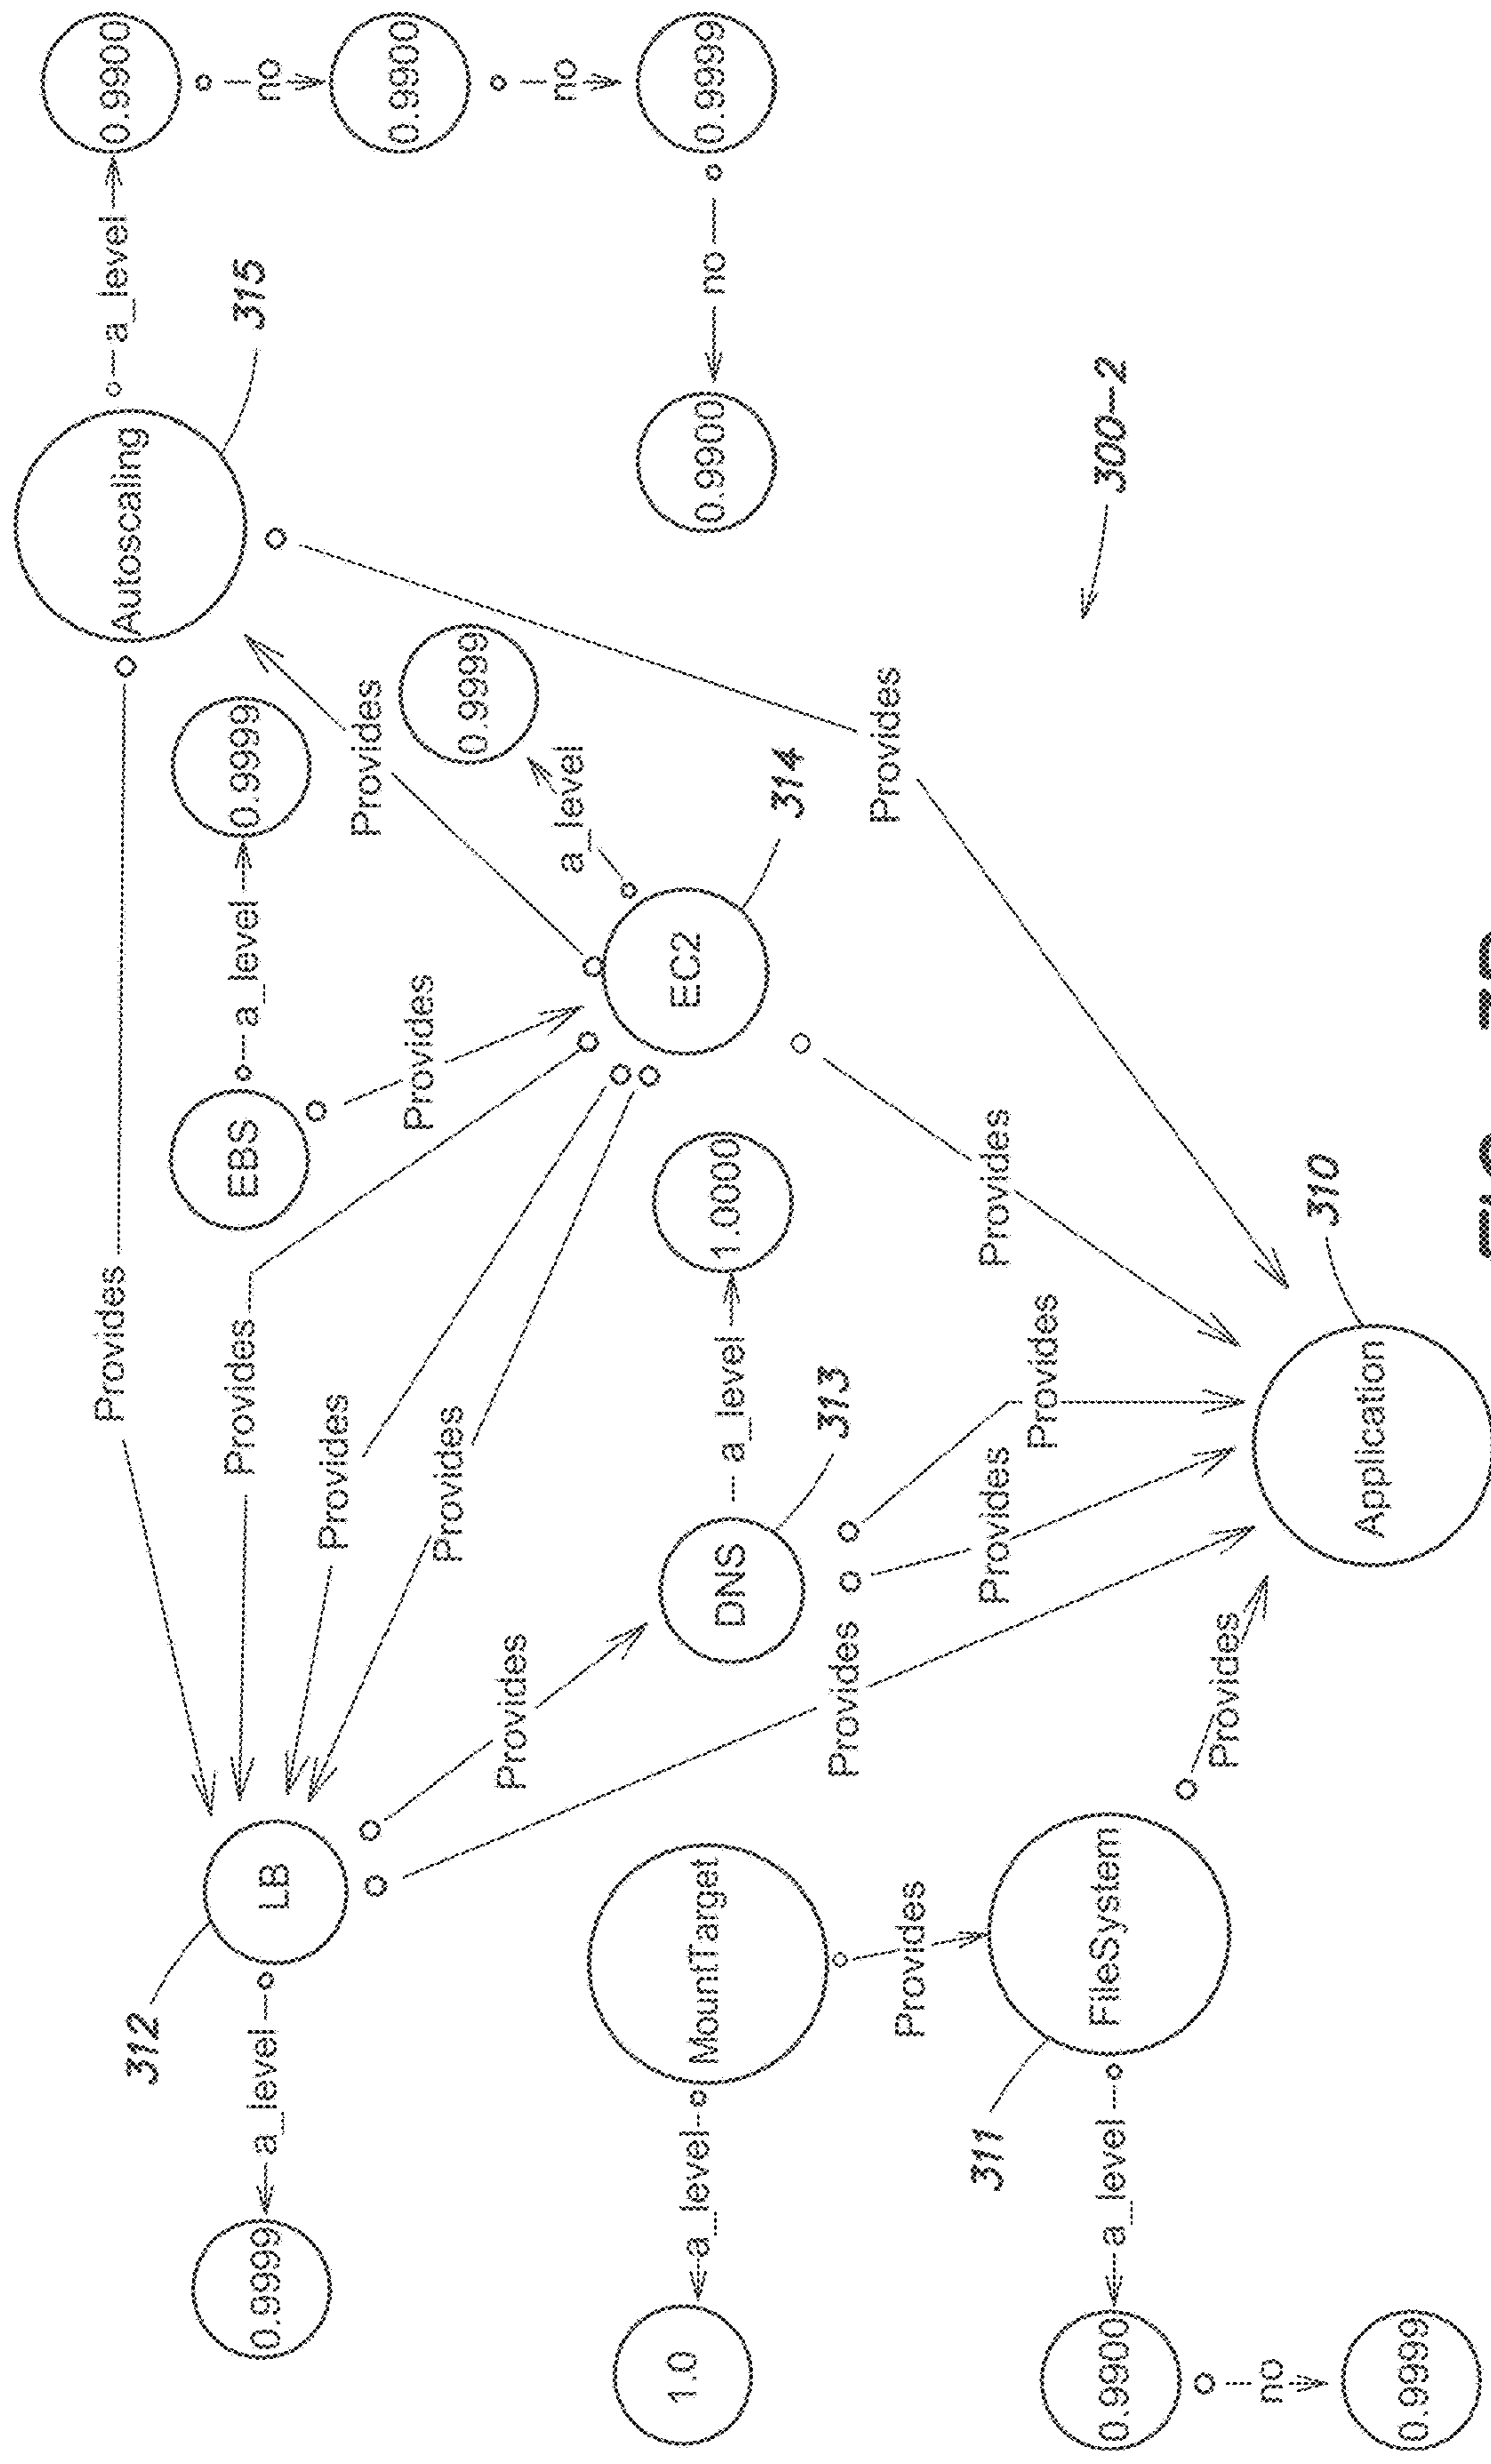 Provides
Autoscaling
a_level
0.9900
312
315
0.9999
a_level
LB
Provides
EBS
a_level
0.9999
no
Provides
Provides
0.9900
Provides
Provides
0.9999
Provides
a_level
no
1.0
a_level
MountTarget
DNS
a_level
1.0000
EC2
0.9900
no
0.9999
314
313
Provides
Provides
Provides
311
Provides
Provides
Provides
0.9900
a_level
FileSystem
300-2
Provides
no
310
0.9999
Application